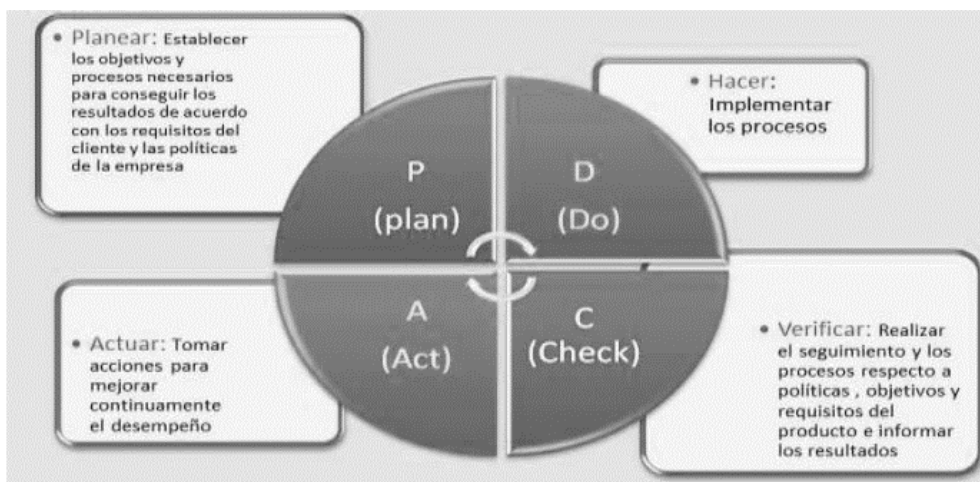 • Planear: Establecer
los objetivos y
procesos necesarios
para conseguir los
resultados de acuerdo
con los requisitos del
cliente y las políticas
de la empresa
• Hacer:
Implementar
los procesos
P
(plan)
D
(Do)
A
(Act)
C
(Check)
• Actuar: Tomar
acciones para
mejorar
continuamente
el desempeño
• Verificar: Realizar
el seguimiento y los
procesos respecto a
políticas , objetivos y
requisitos del
producto e informar
los resultados